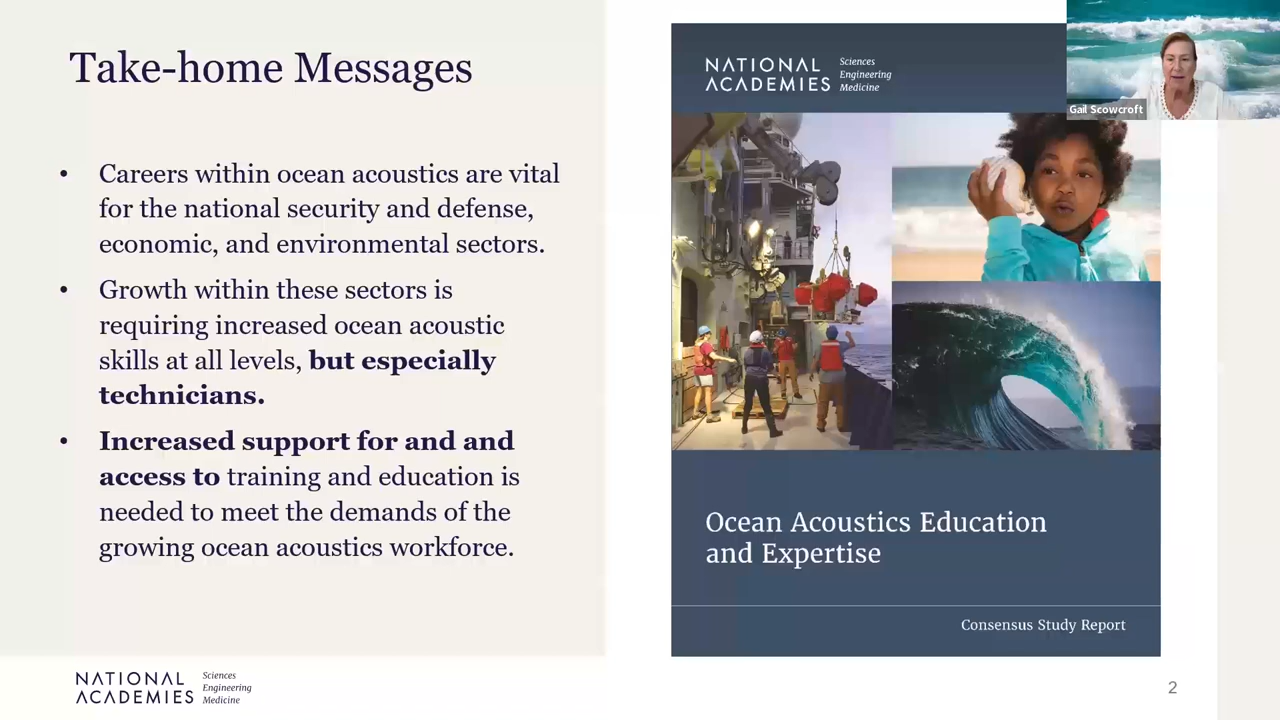 Take-home Messages
• Careers within ocean acoustics are vital
for the national security and defense,
economic, and environmental sectors.
• Growth within these sectors is
requiring increased ocean acoustic
skills at all levels, but especially
technicians.
• Increased support for and and
access to training and education is
needed to meet the demands of the
growing ocean acoustics workforce.
NATIONAL
ACADEMIES
Sciences
Engineering
Medicine
NATIONAL
ACADEMIES
Sciences
Engineering
Medicine
Gail Scowcroft
Ocean Acoustics Education
and Expertise
Consensus Study Report
2